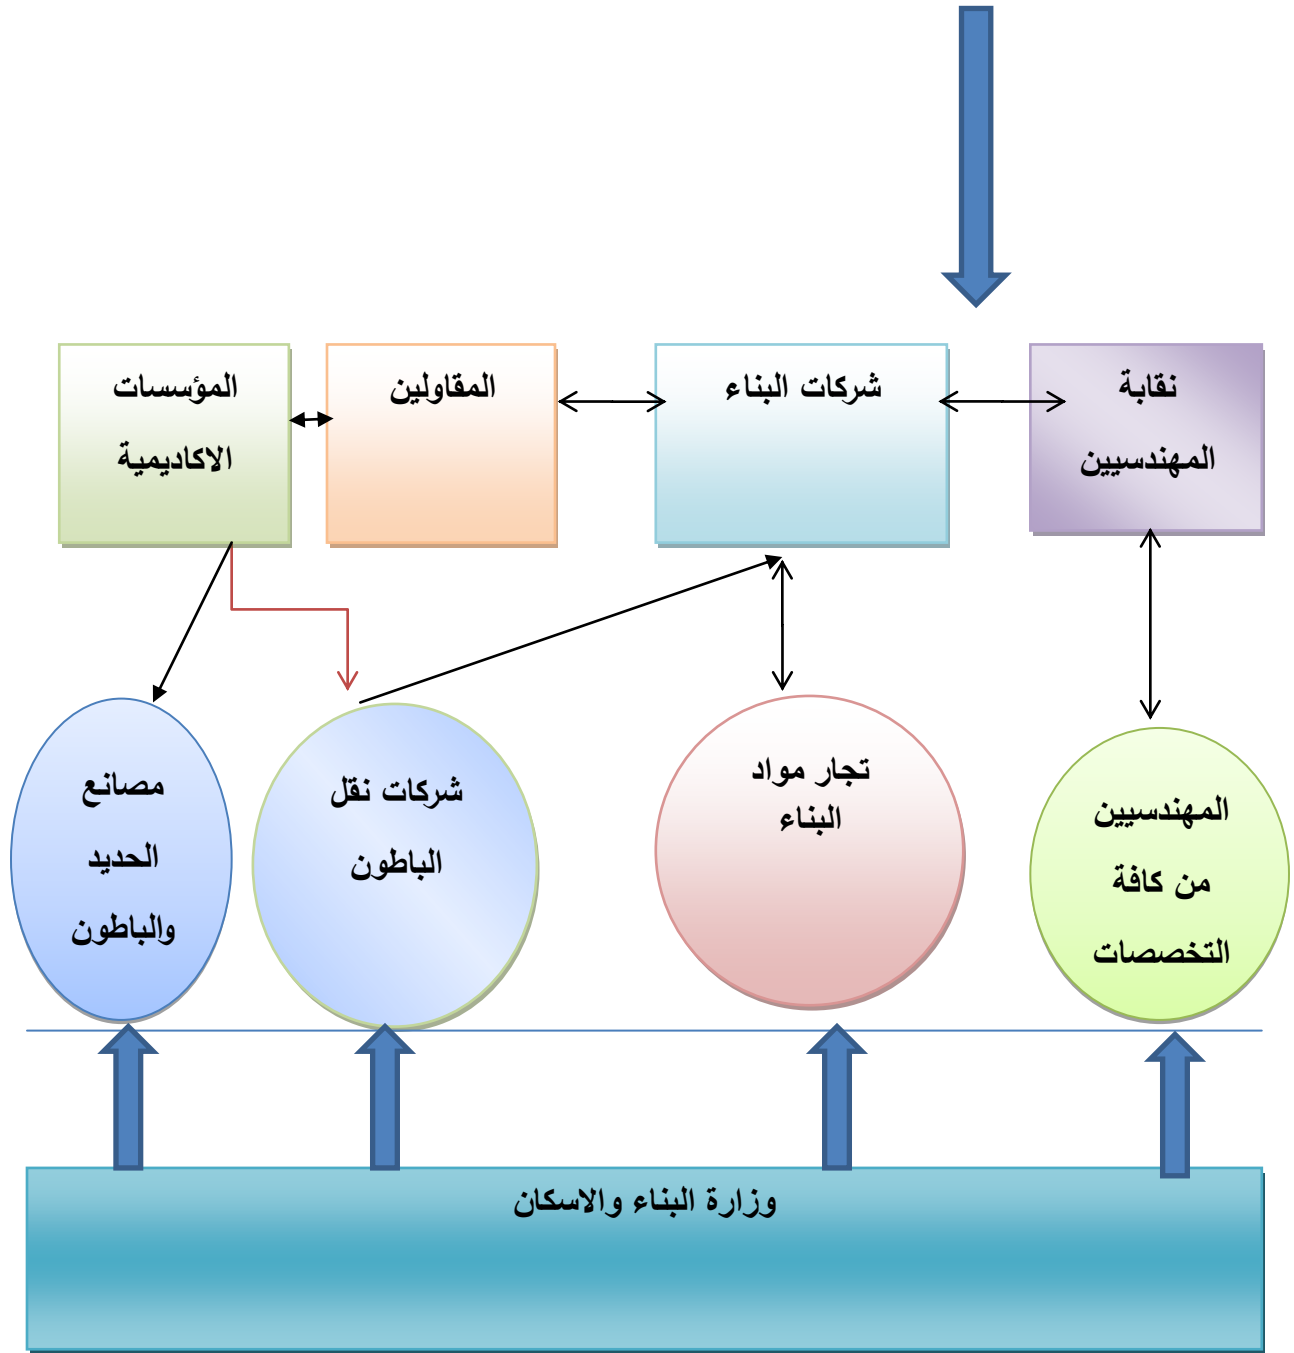 نقابة
المهندسيين
شركات البناء
المقاولين
المؤسسات
الاكاديمية
المهندسيين
من كافة
التخصصات
تجار مواد
البناء
شركات نقل
الباطون
مصانع
الحديد
والباطون
وزارة البناء والاسكان